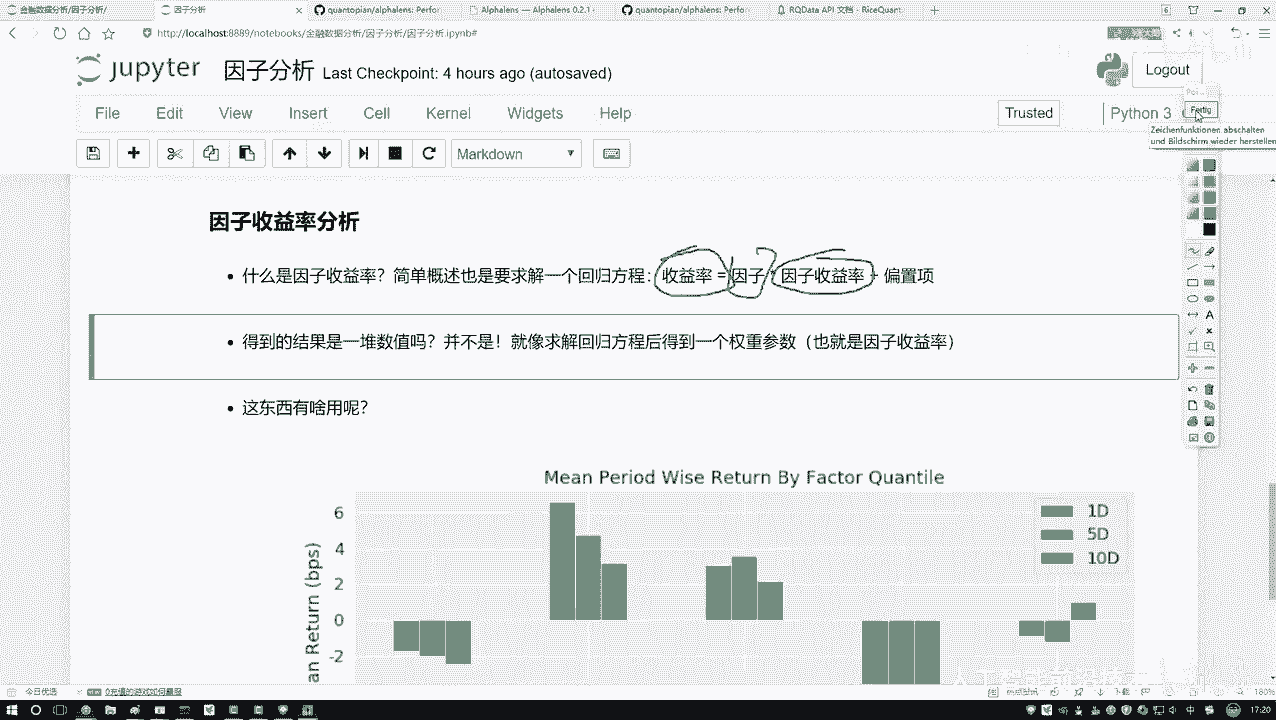 金融数据分析/因子分析/
因子分析
quantopian/alphalens: Perfor
Alphalens — Alphalens 0.2.1
quantopian/alphalens: Perfor
RQData API 文档 - RiceQuant
http://localhost:8889/notebooks/金融数据分析/因子分析/因子分析.ipynb#
jupyter 因子分析 Last Checkpoint: 4 hours ago (autosaved)
Logout
File Edit View Insert Cell Kernel Widgets Help
Trusted
Python 3
Fertig
Zeichenfunktionen abschalten
und Bildschirm wieder herstellen
Markdown
因子收益率分析
什么是因子收益率？简单概述也是要求解一个回归方程：收益率 = 因子 * 因子收益率 + 偏置项
得到的结果是一堆数值吗？并不是！就像求解回归方程后得到一个权重参数（也就是因子收益率）
这东西有啥用呢？
Mean Period Wise Return By Factor Quantile
an Return (bps)
6
4
2
0
-2
1D
5D
10D
今日优选
180%
17:20